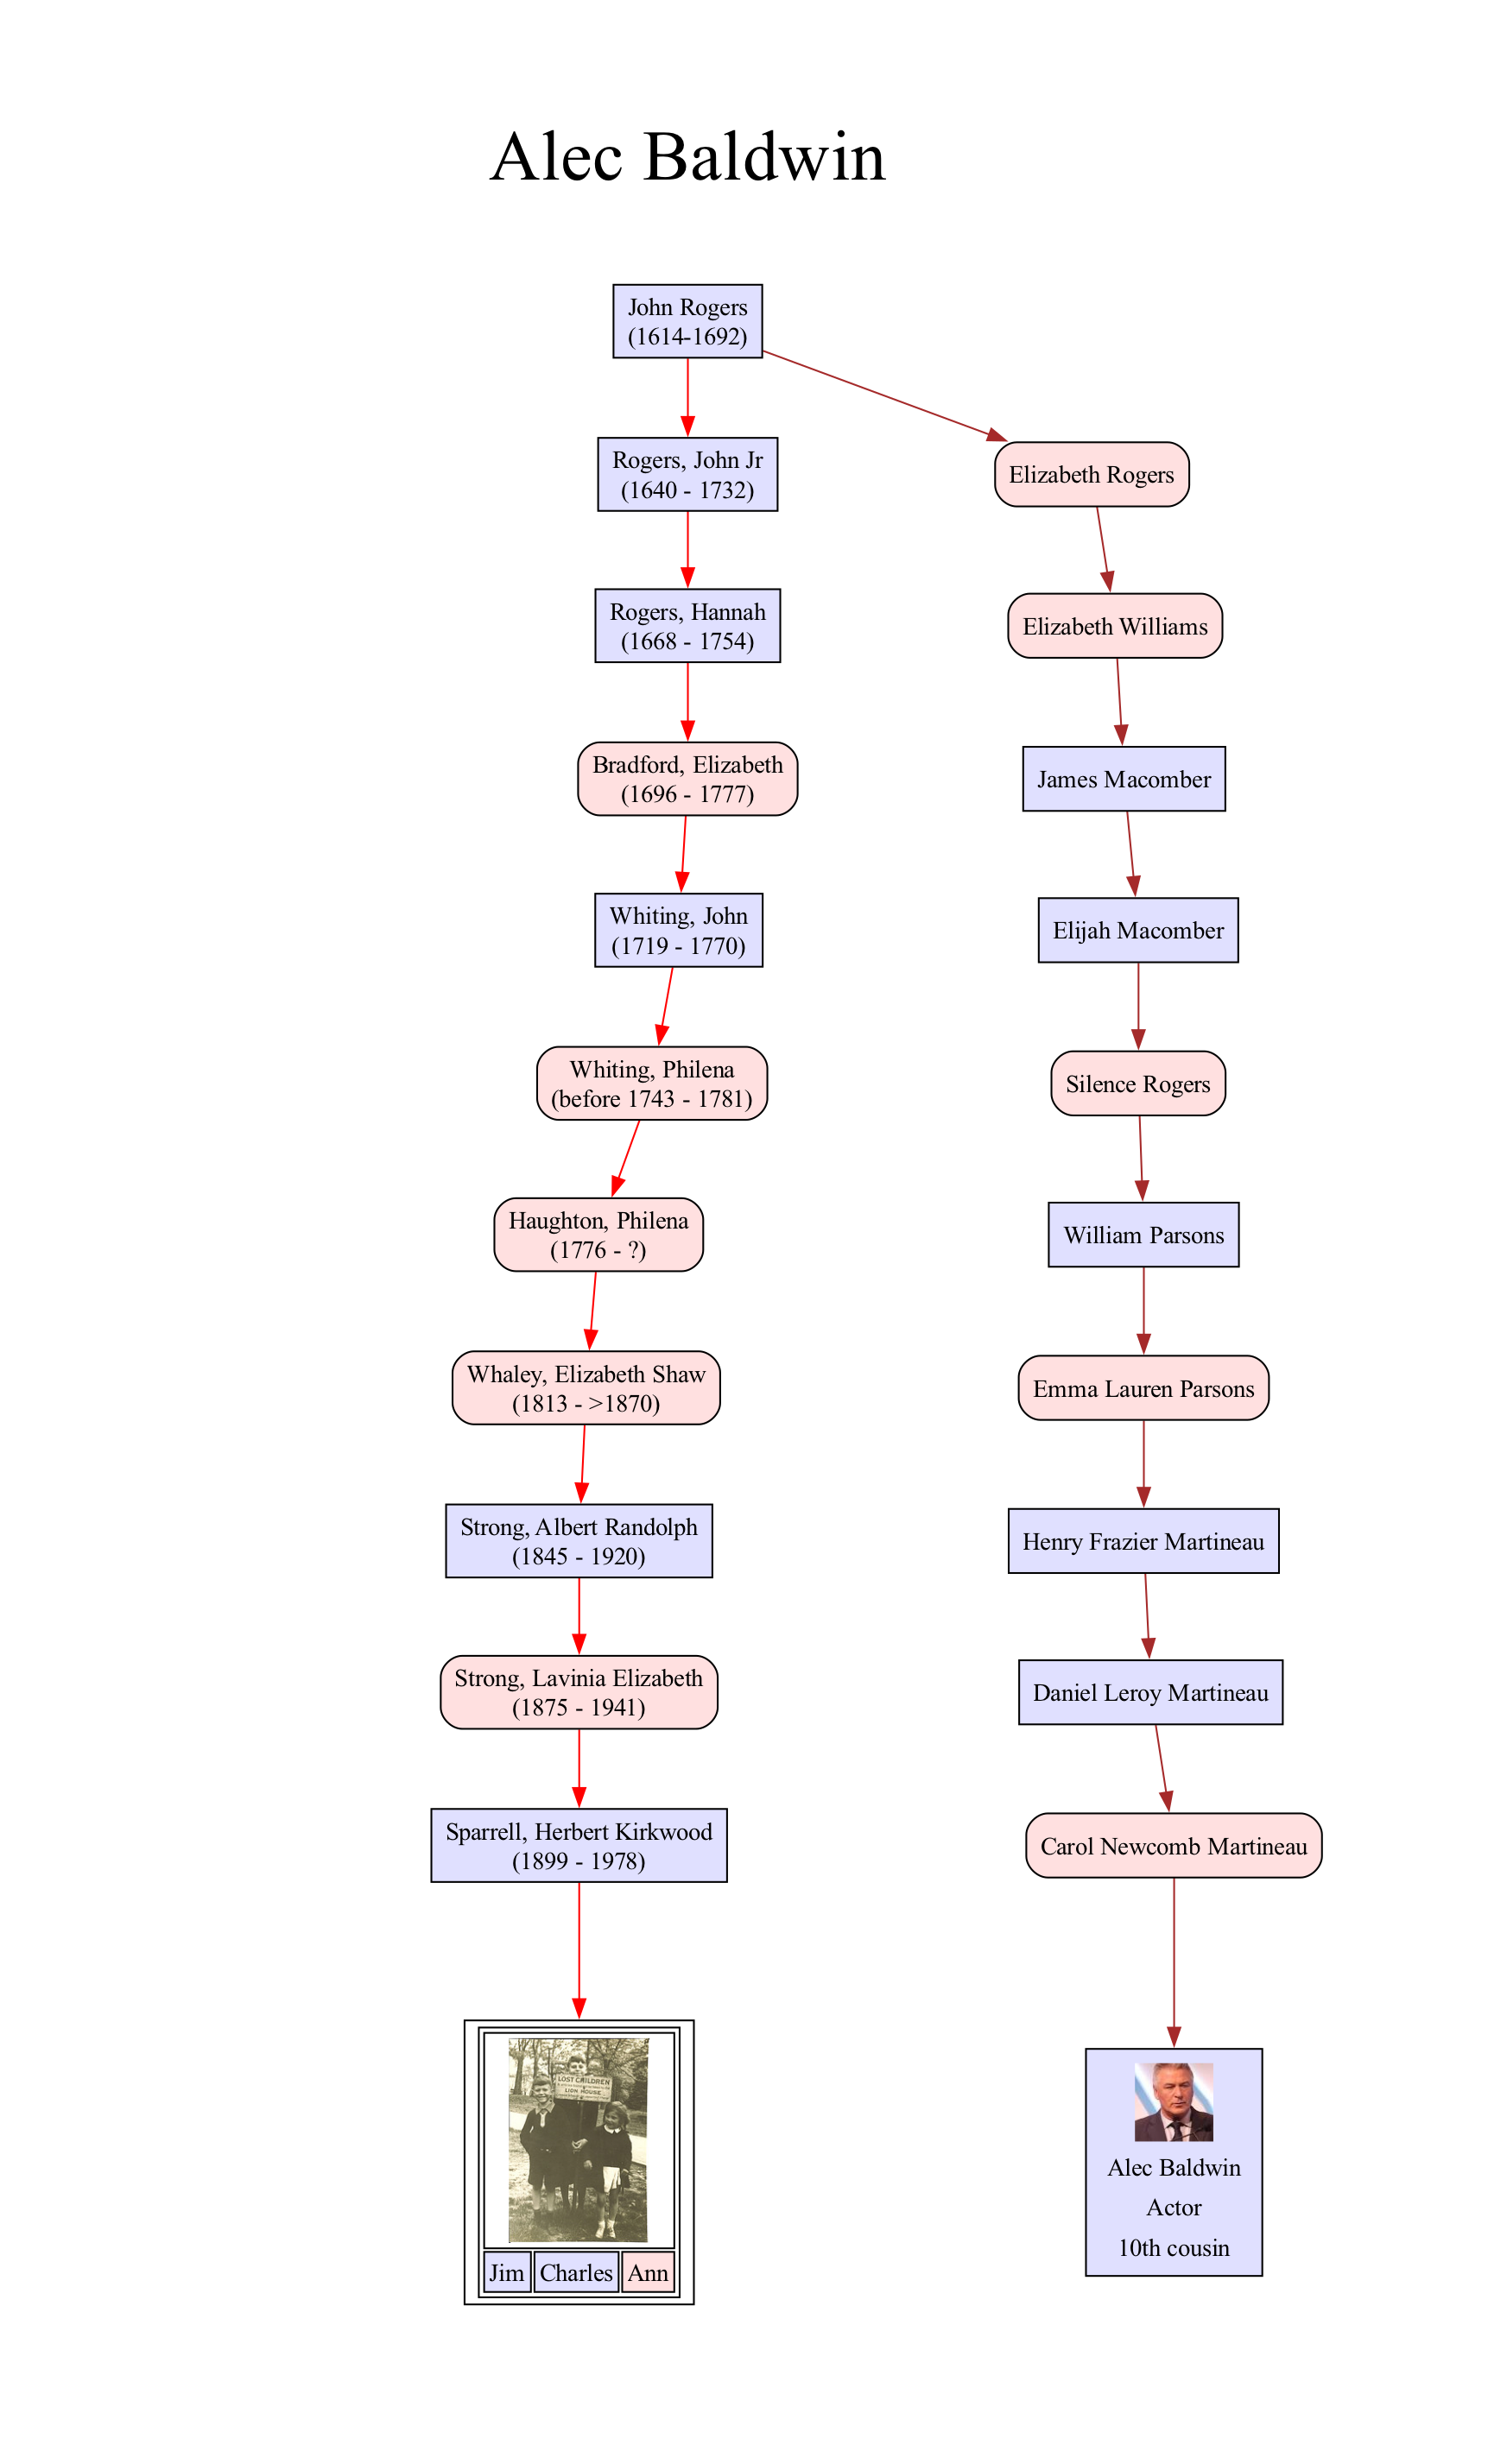 Alec Baldwin
John Rogers
(1614-1692)
Rogers, John Jr
(1640 - 1732)
Elizabeth Rogers
Rogers, Hannah
(1668 - 1754)
Elizabeth Williams
Bradford, Elizabeth
(1696 - 1777)
James Macomber
Whiting, John
(1719 - 1770)
Elijah Macomber
Whiting, Philena
(before 1743 - 1781)
Silence Rogers
Haughton, Philena
(1776 - ?)
William Parsons
Whaley, Elizabeth Shaw
(1813 - >1870)
Emma Lauren Parsons
Strong, Albert Randolph
(1845 - 1920)
Henry Frazier Martineau
Strong, Lavinia Elizabeth
(1875 - 1941)
Daniel Leroy Martineau
Sparrell, Herbert Kirkwood
(1899 - 1978)
Carol Newcomb Martineau
LOST CHILDREN
LION HOUSE
Jim
Charles
Ann
Alec Baldwin
Actor
10th cousin